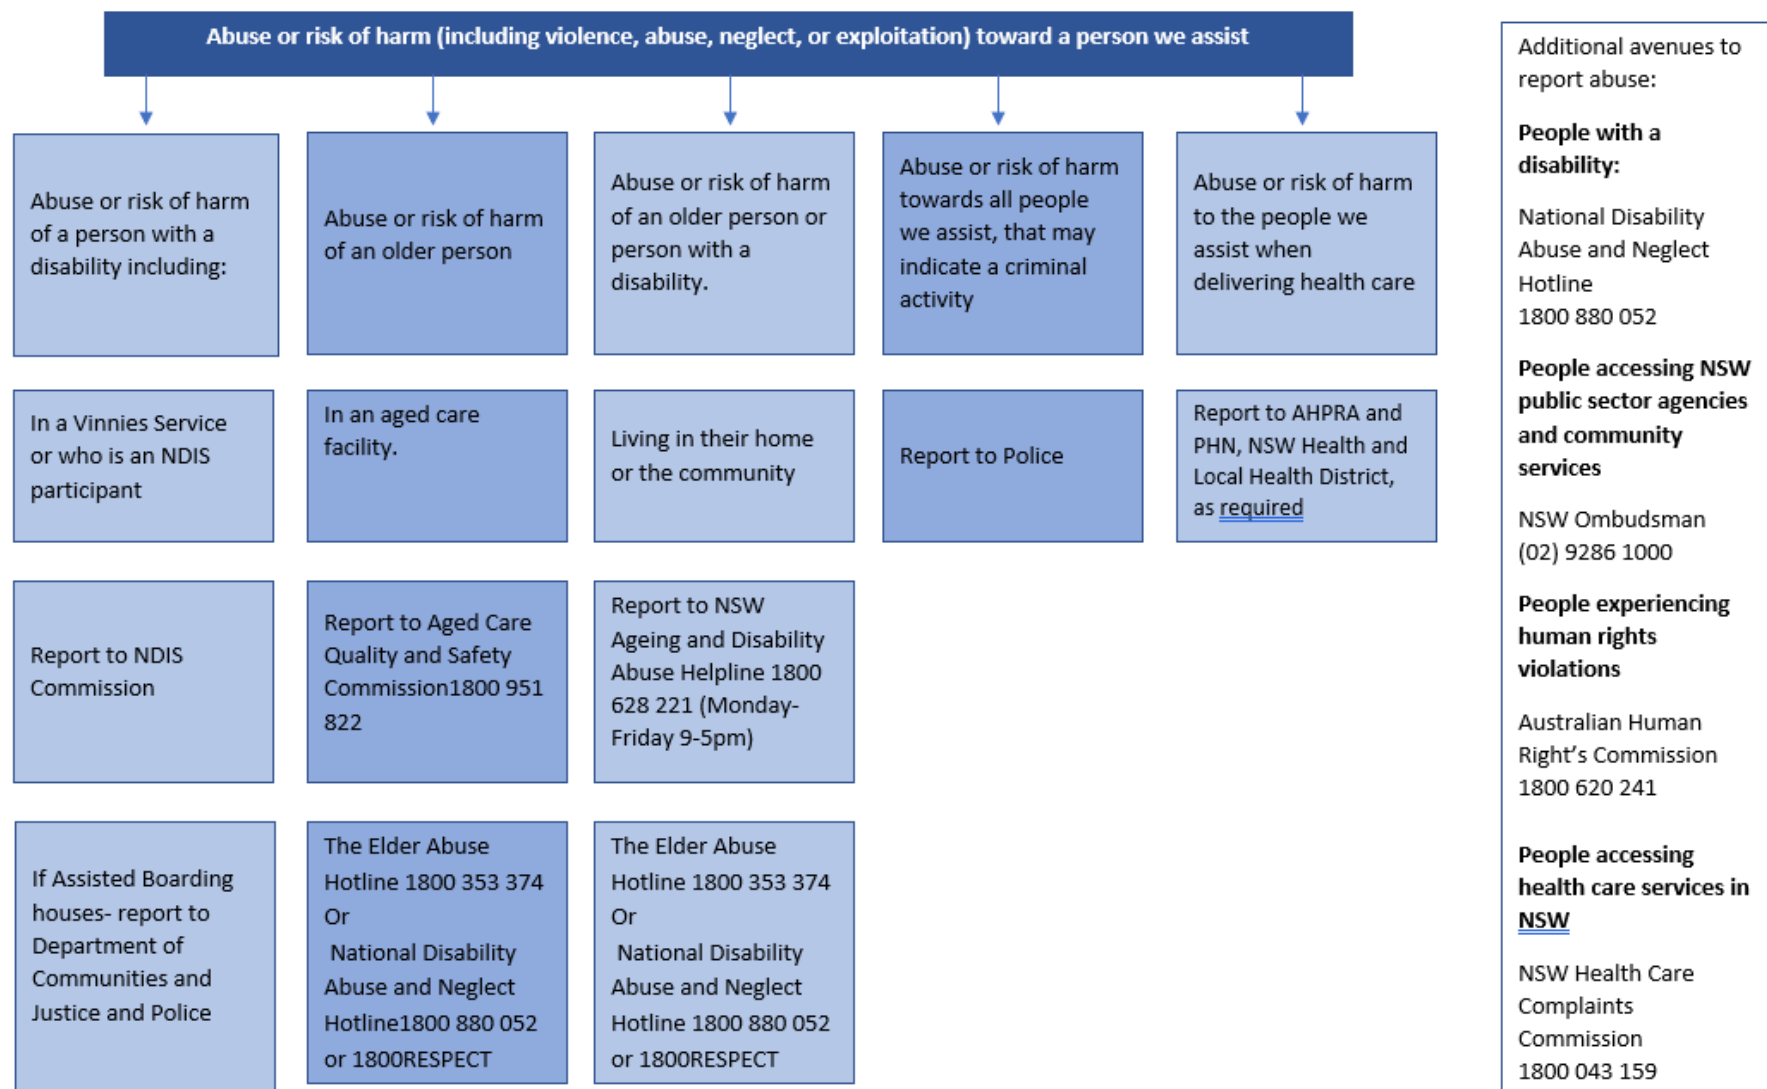 Abuse or risk of harm (including violence, abuse, neglect, or exploitation) toward a person we assist
Abuse or risk of harm
of a person with a
disability including:
In a Vinnies Service
or who is an NDIS
participant
Report to NDIS
Commission
If Assisted Boarding
houses- report to
Department of
Communities and
Justice and Police
Abuse or risk of harm
of an older person
In an aged care
facility.
Report to Aged Care
Quality and Safety
Commission1800 951
822
The Elder Abuse
Hotline 1800 353 374
Or
National Disability
Abuse and Neglect
Hotline1800 880 052
or 1800RESPECT
Abuse or risk of harm
of an older person or
person with a
disability.
Living in their home
or the community
Report to NSW
Ageing and Disability
Abuse Helpline 1800
628 221 (Monday-
Friday 9-5pm)
The Elder Abuse
Hotline 1800 353 374
Or
National Disability
Abuse and Neglect
Hotline 1800 880 052
or 1800RESPECT
Abuse or risk of harm
towards all people
we assist, that may
indicate a criminal
activity
Report to Police
Abuse or risk of harm
to the people we
assist when
delivering health care
Report to AHPRA and
PHN, NSW Health and
Local Health District,
as required
Additional avenues to
report abuse:
People with a
disability:
National Disability
Abuse and Neglect
Hotline
1800 880 052
People accessing NSW
public sector agencies
and community
services
NSW Ombudsman
(02) 9286 1000
People experiencing
human rights
violations
Australian Human
Right's Commission
1800 620 241
People accessing
health care services in
NSW
NSW Health Care
Complaints
Commission
1800 043 159